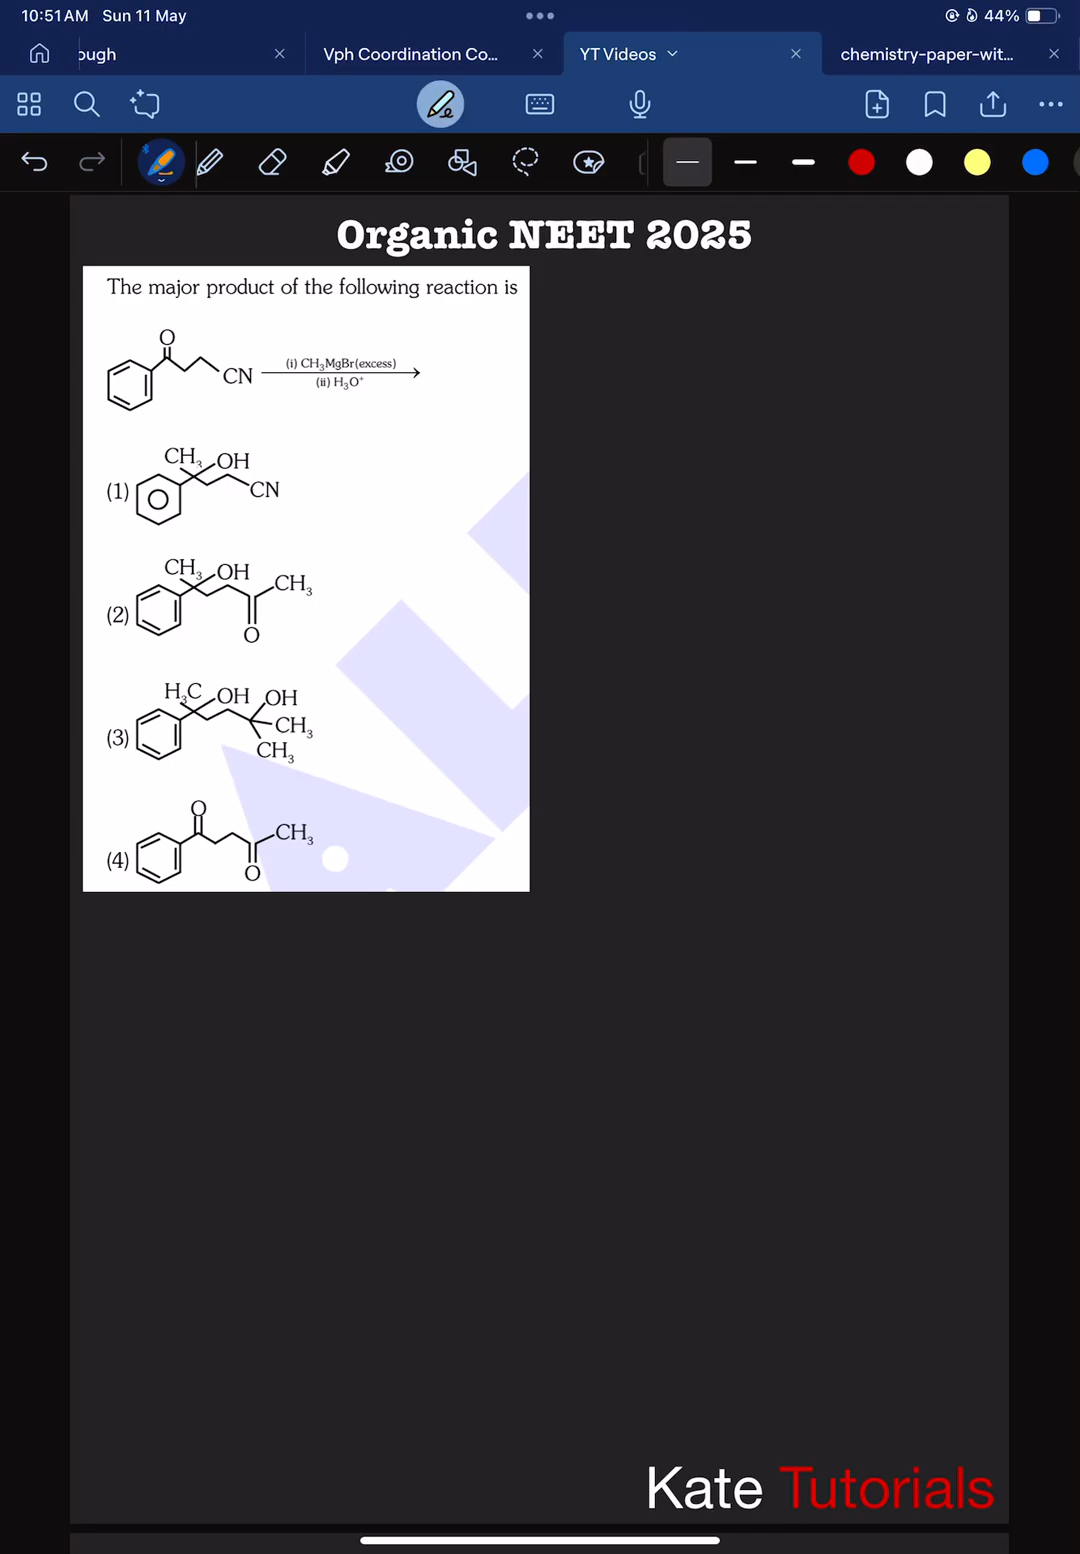 10:51 AM Sun 11 May
44%
ough
Vph Coordination Co...
YT Videos
chemistry-paper-wit...
Organic NEET 2025
The major product of the following reaction is
O
CN
(i) CH₃MgBr(excess)
(ii) H₃O⁺
(1)
CH₃ OH
CN
(2)
CH₃ OH
CH₃
O
(3)
H₃C OH OH
CH₃
CH₃
(4)
O
CH₃
O
Kate Tutorials